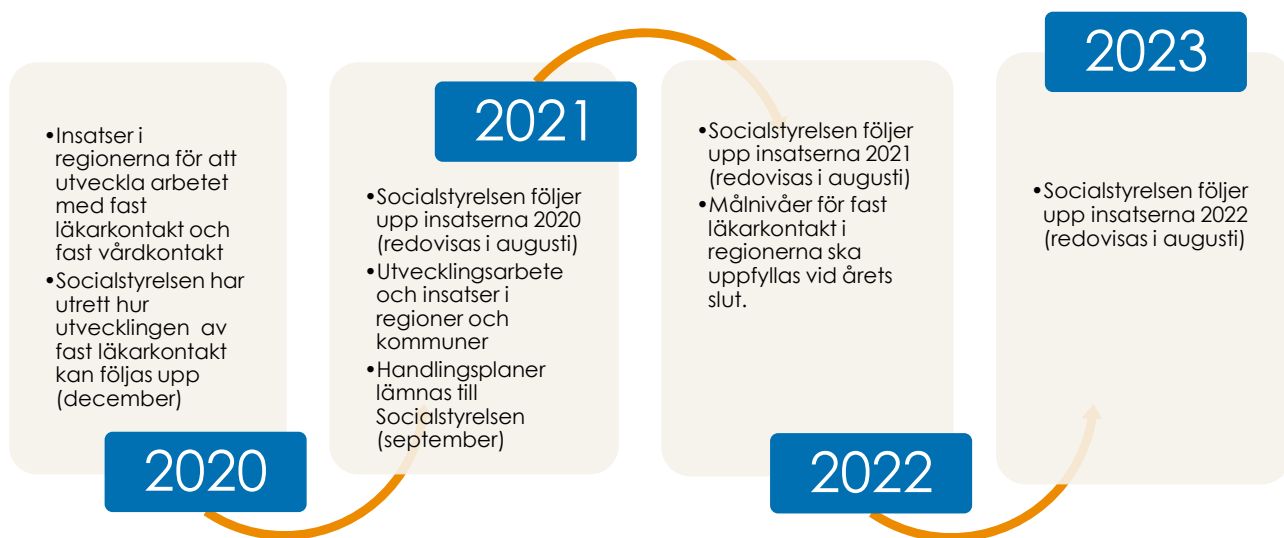 •Insatser i
regionerna för att
utveckla arbetet
med fast
läkarkontakt och
fast vårdkontakt
•Socialstyrelsen har
utrett hur
utvecklingen av
fast läkarkontakt
kan följas upp
(december)
2020
2021
•Socialstyrelsen följer
upp insatserna 2020
(redovisas i augusti)
•Utvecklingsarbete
och insatser i
regioner och
kommuner
•Handlingsplaner
lämnas till
Socialstyrelsen
(september)
•Socialstyrelsen följer
upp insatserna 2021
(redovisas i augusti)
•Målnivåer för fast
läkarkontakt i
regionerna ska
uppfyllas vid årets
slut.
2022
2023
•Socialstyrelsen följer
upp insatserna 2022
(redovisas i augusti)